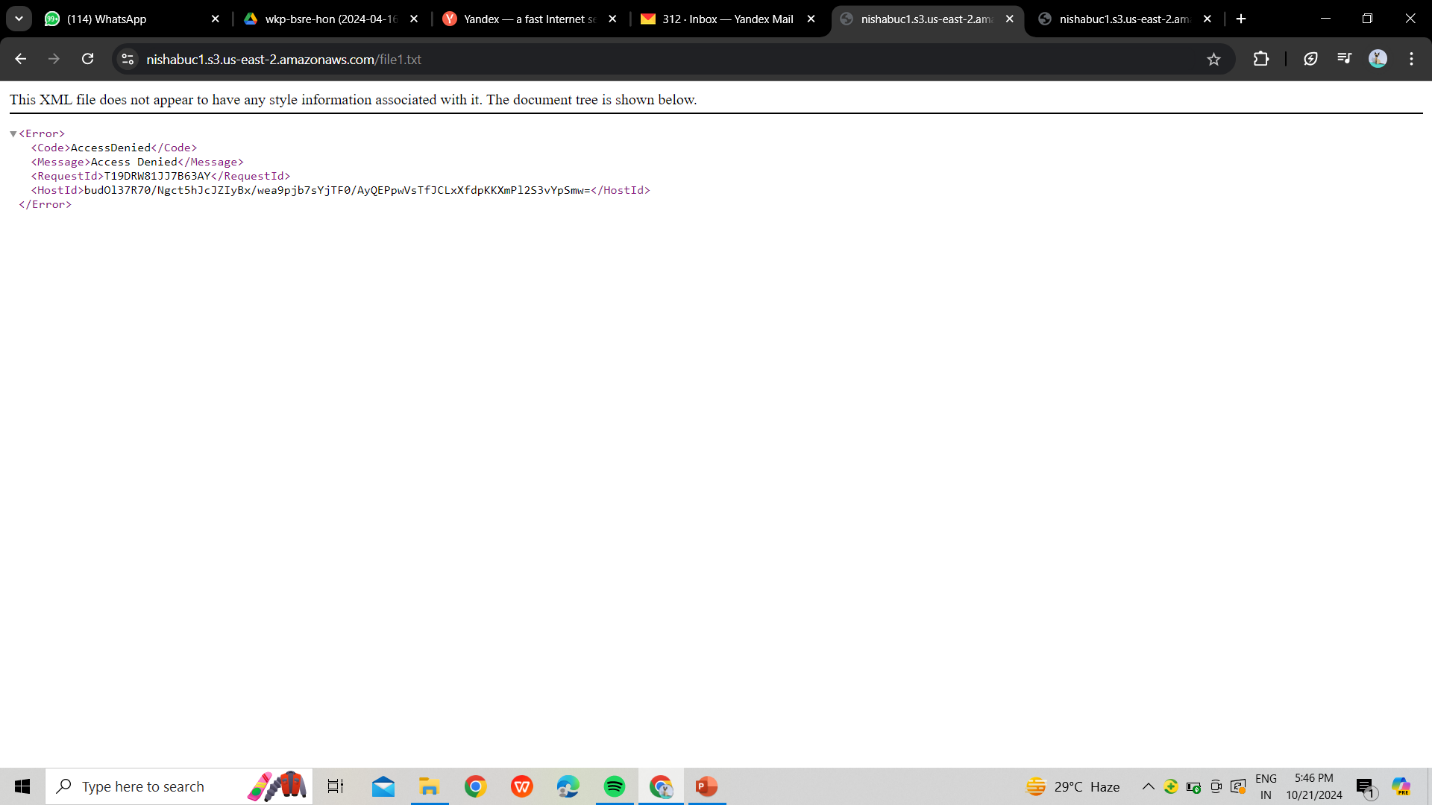 (114) WhatsApp
wkp-bsre-hon (2024-04-16
Yandex — a fast Internet se
312 · Inbox — Yandex Mail
nishabuc1.s3.us-east-2.ama
nishabuc1.s3.us-east-2.am
nishabuc1.s3.us-east-2.amazonaws.com/file1.txt
This XML file does not appear to have any style information associated with it. The document tree is shown below.
<Error>
<Code>AccessDenied</Code>
<Message>Access Denied</Message>
<RequestId>T19DRW81JJ7B63AY</RequestId>
<HostId>budOl37R70/Ngct5hJcJZIyBx/wea9pjb7sYjTF0/AyQEPpwVsTfJCLxXfdpKKXmPl2S3vYpSmw=</HostId>
</Error>
Type here to search
29°C Haze
ENG
IN
5:46 PM
10/21/2024
1